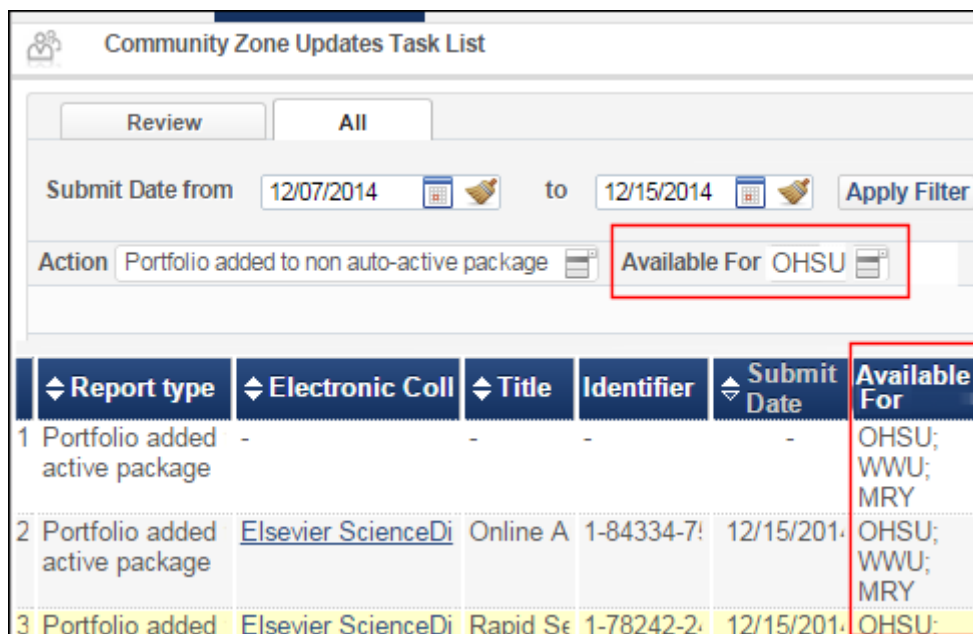 Community Zone Updates Task List
Review All
Submit Date from 12/07/2014 to 12/15/2014 Apply Filter
Action Portfolio added to non auto-active package Available For OHSU
Report type Electronic Coll Title Identifier Submit Date Available For
1 Portfolio added - - - - OHSU;
active package WWU;
MRY
2 Portfolio added Elsevier ScienceDi Online A 1-84334-7 12/15/201 OHSU;
active package WWU;
MRY
3 Portfolio added Elsevier ScienceDi Rapid Se 1-78242-2 12/15/201 OHSU;